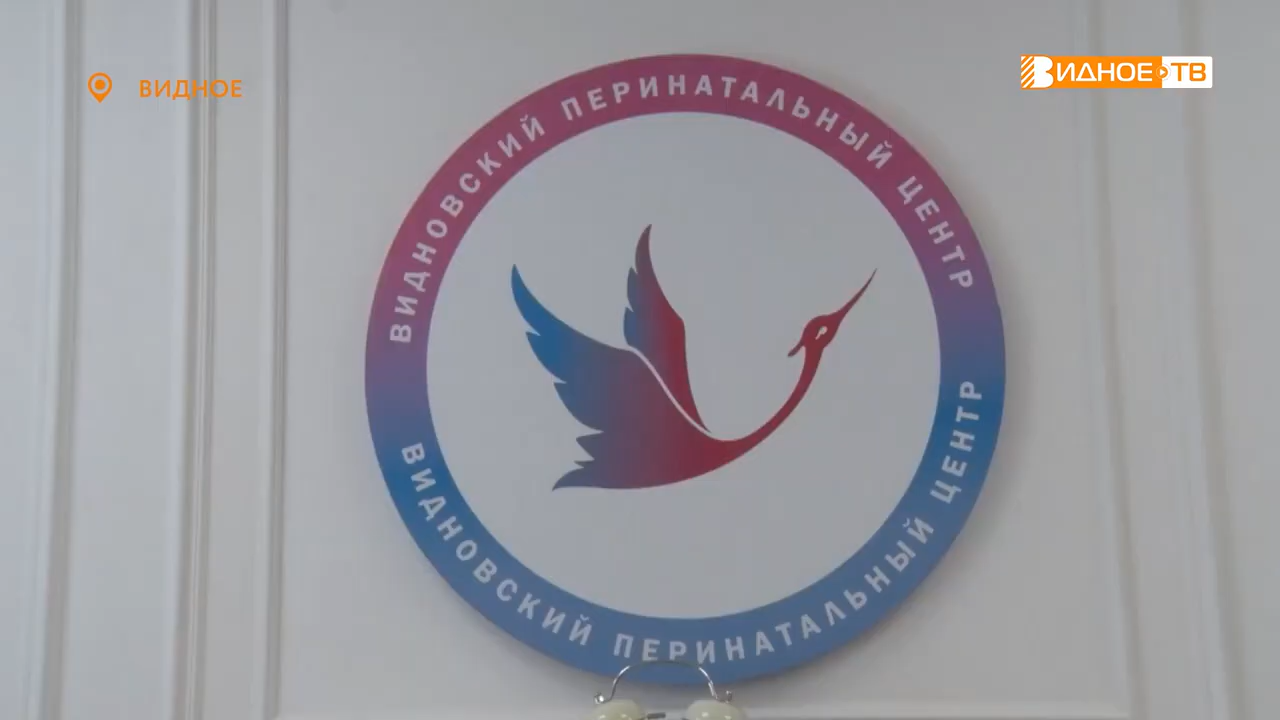 ВИДНОЕ
ВИДНОЕ ТВ
ВИДНОВСКИЙ ПЕРИНАТАЛЬНЫЙ ЦЕНТР
ВИДНОВСКИЙ ПЕРИНАТАЛЬНЫЙ ЦЕНТР